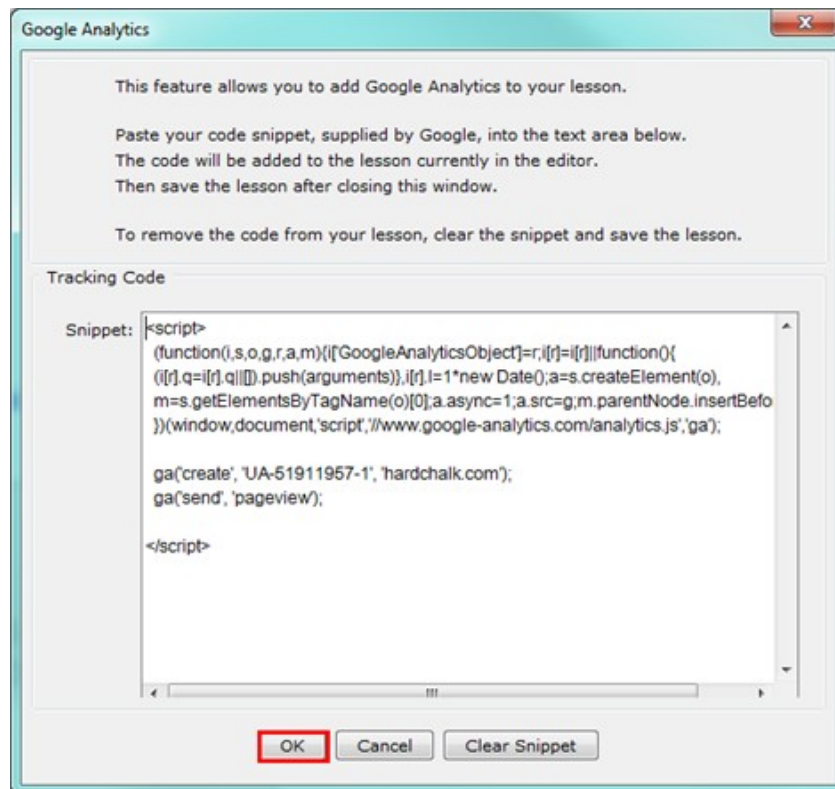 Google Analytics
This feature allows you to add Google Analytics to your lesson.
Paste your code snippet, supplied by Google, into the text area below.
The code will be added to the lesson currently in the editor.
Then save the lesson after closing this window.
To remove the code from your lesson, clear the snippet and save the lesson.
Tracking Code
Snippet:
<script>
(function(i,s,o,g,r,a,m){i['GoogleAnalyticsObject']=r;i[r]=i[r]||function(){
(i[r].q=i[r].q||[]).push(arguments)},i[r].l=1*new Date();a=s.createElement(o),
m=s.getElementsByTagName(o)[0];a.async=1;a.src=g;m.parentNode.insertBefo
})(window,document,'script','//www.google-analytics.com/analytics.js','ga');
ga('create', 'UA-51911957-1', 'hardchalk.com');
ga('send', 'pageview');
</script>
OK Cancel Clear Snippet